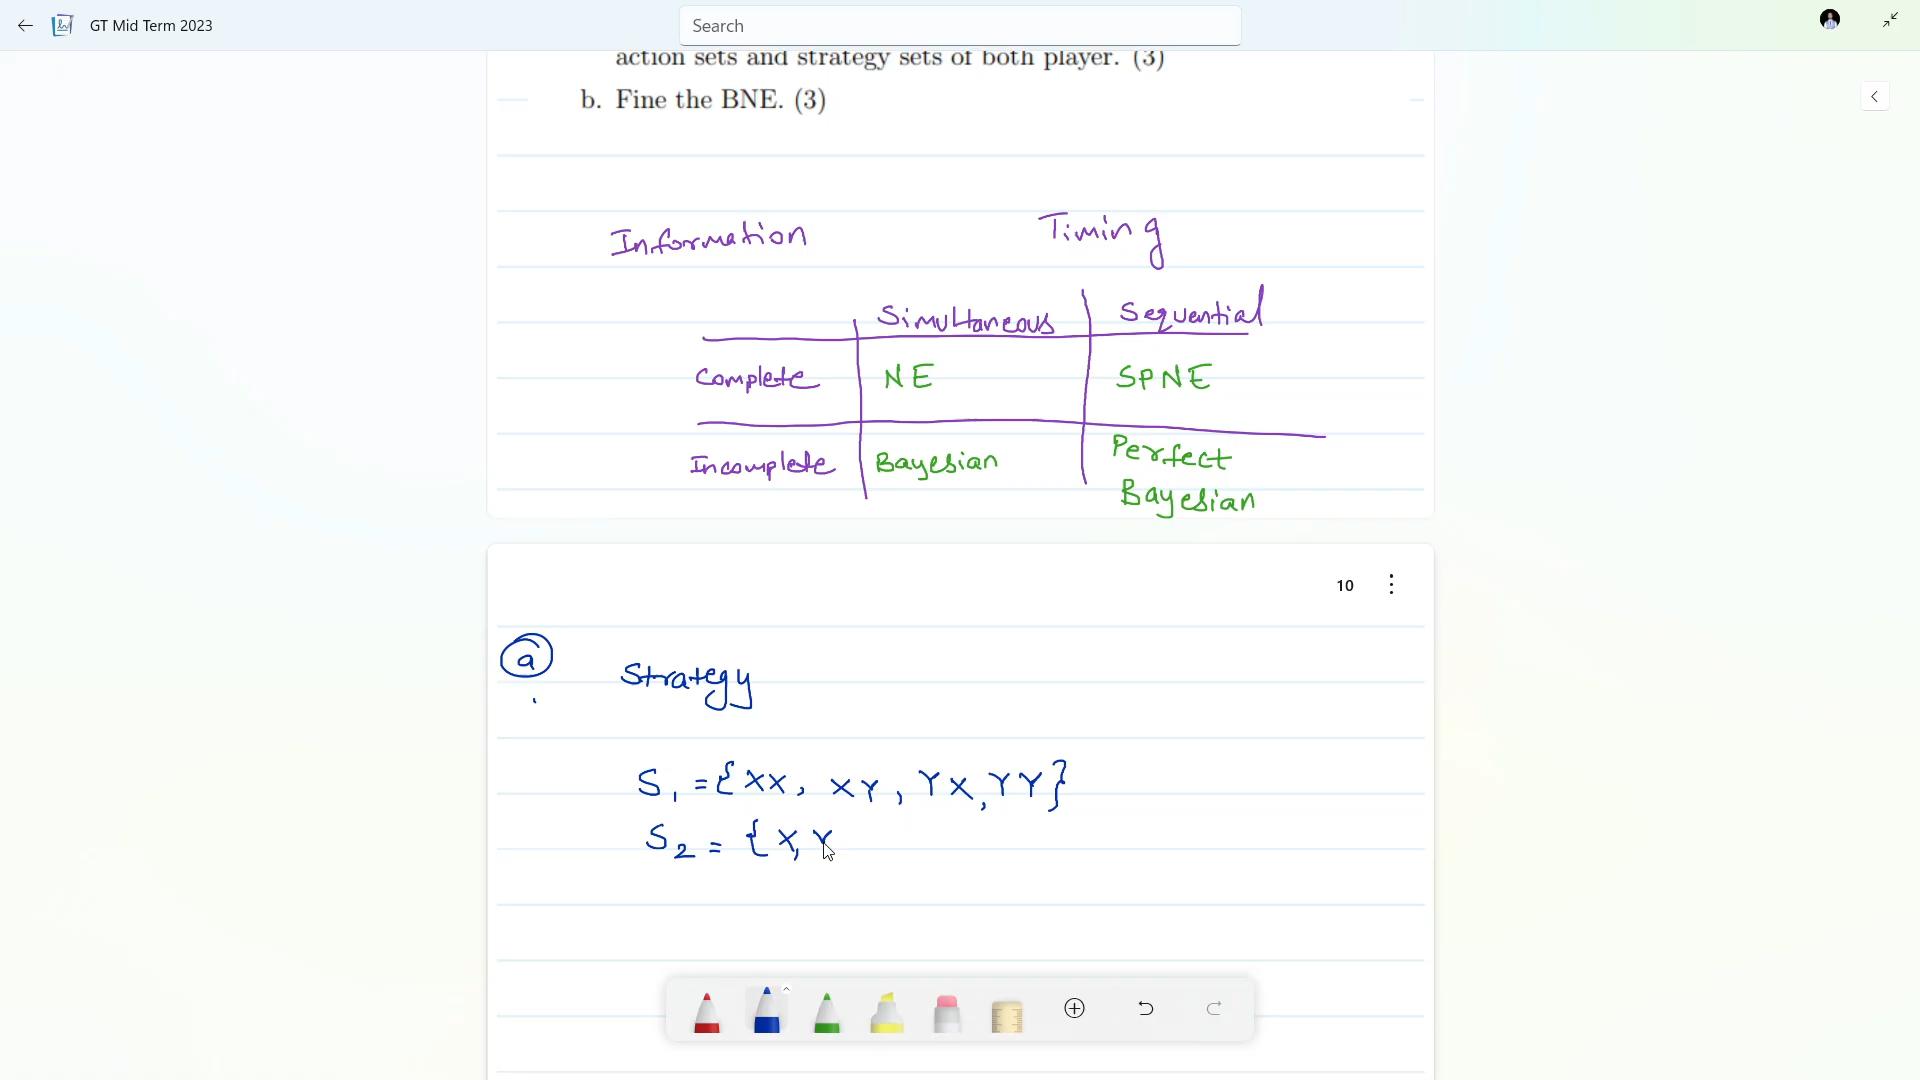 GT Mid Term 2023
Search
action sets and strategy sets of both player. (3)
b. Fine the BNE. (3)
Information Timing
Simultaneous Sequential
Complete NE SPNE
Incomplete Bayesian Perfect
Bayesian
10
a
Strategy
S1 = {XX, XY, YX, YY}
S2 = {X, Y